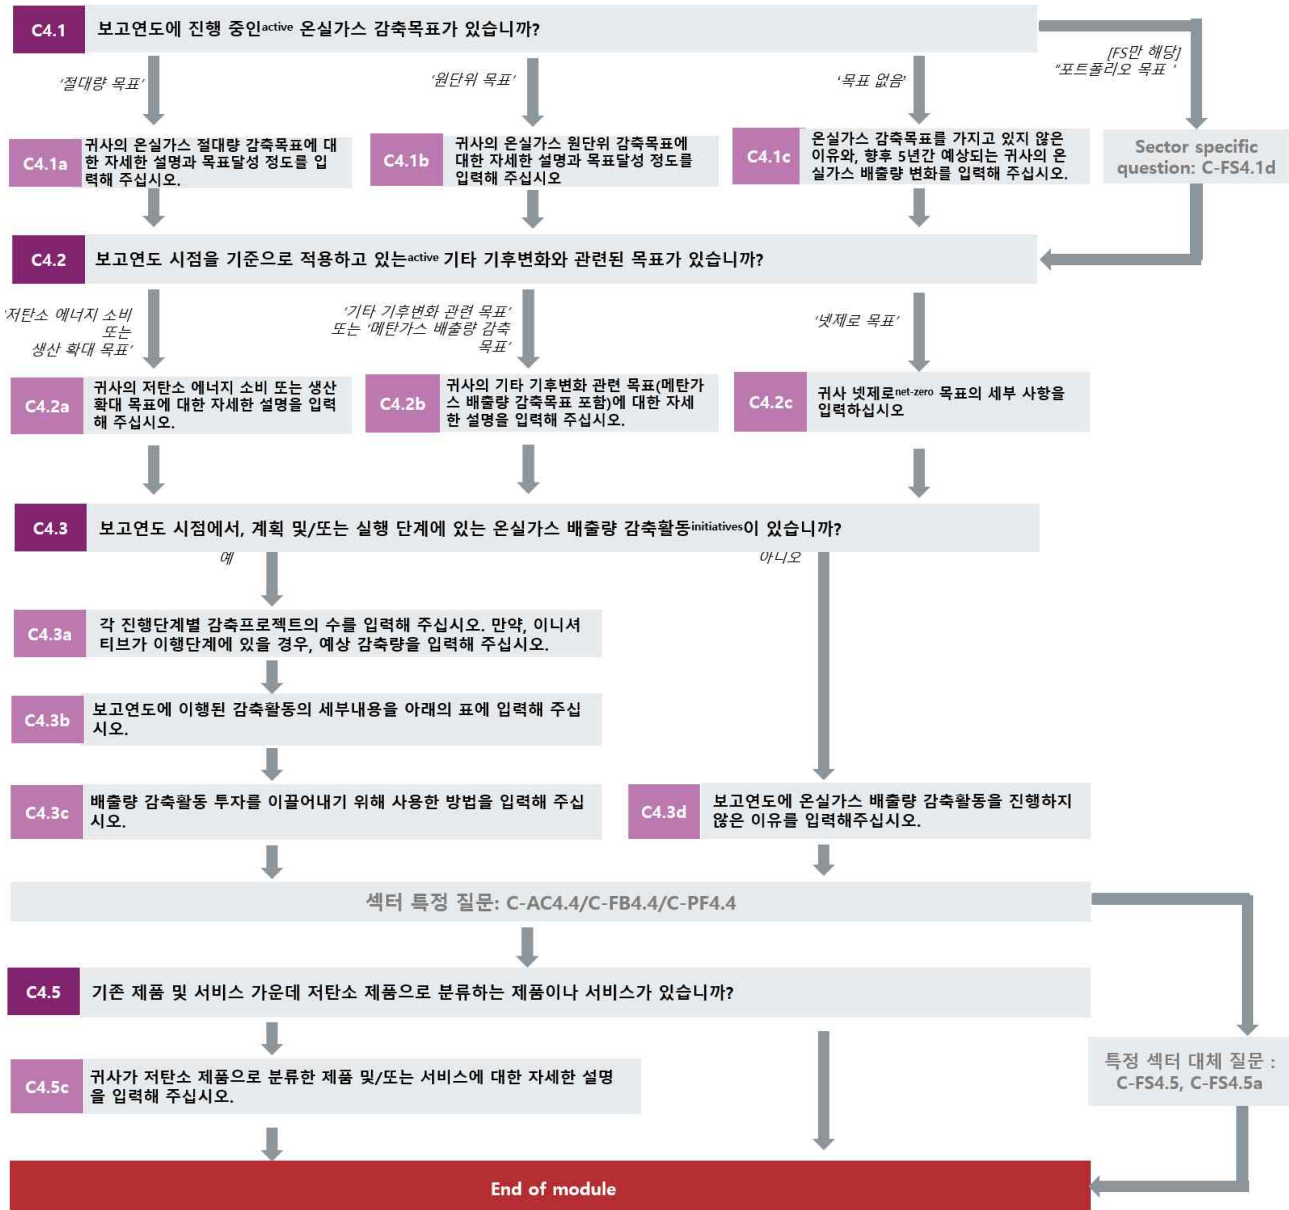 C4.1
보고연도에 진행 중인active 온실가스 감축목표가 있습니까?
[FS만 해당]
"포트폴리오 목표 '
'절대량 목표'
'원단위 목표'
'목표 없음'
C4.1a
귀사의 온실가스 절대량 감축목표에 대
한 자세한 설명과 목표달성 정도를 입
력해 주십시오.
C4.1b
귀사의 온실가스 원단위 감축목표에
대한 자세한 설명과 목표달성 정도를
입력해 주십시오
C4.1c
온실가스 감축목표를 가지고 있지 않은
이유와, 향후 5년간 예상되는 귀사의 온
실가스 배출량 변화를 입력해 주십시오.
Sector specific
question: C-FS4.1d
C4.2
보고연도 시점을 기준으로 적용하고 있는active 기타 기후변화와 관련된 목표가 있습니까?
'저탄소 에너지 소비
또는
생산 확대 목표'
'기타 기후변화 관련 목표'
또는 '메탄가스 배출량 감축
목표'
'넷제로 목표'
C4.2a
귀사의 저탄소 에너지 소비 또는 생산
확대 목표에 대한 자세한 설명을 입력
해 주십시오.
C4.2b
귀사의 기타 기후변화 관련 목표(메탄가
스 배출량 감축목표 포함)에 대한 자세
한 설명을 입력해 주십시오.
C4.2c
귀사 넷제로net-zero 목표의 세부 사항을
입력하십시오
C4.3
보고연도 시점에서, 계획 및/또는 실행 단계에 있는 온실가스 배출량 감축활동initiatives이 있습니까?
예
아니오
C4.3a
각 진행단계별 감축프로젝트의 수를 입력해 주십시오. 만약, 이니셔
티브가 이행단계에 있을 경우, 예상 감축량을 입력해 주십시오.
C4.3b
보고연도에 이행된 감축활동의 세부내용을 아래의 표에 입력해 주십
시오.
C4.3c
배출량 감축활동 투자를 이끌어내기 위해 사용한 방법을 입력해 주십
시오.
C4.3d
보고연도에 온실가스 배출량 감축활동을 진행하지
않은 이유를 입력해주십시오.
섹터 특정 질문: C-AC4.4/C-FB4.4/C-PF4.4
C4.5
기존 제품 및 서비스 가운데 저탄소 제품으로 분류하는 제품이나 서비스가 있습니까?
C4.5c
귀사가 저탄소 제품으로 분류한 제품 및/또는 서비스에 대한 자세한 설명
을 입력해 주십시오.
특정 섹터 대체 질문 :
C-FS4.5, C-FS4.5a
End of module